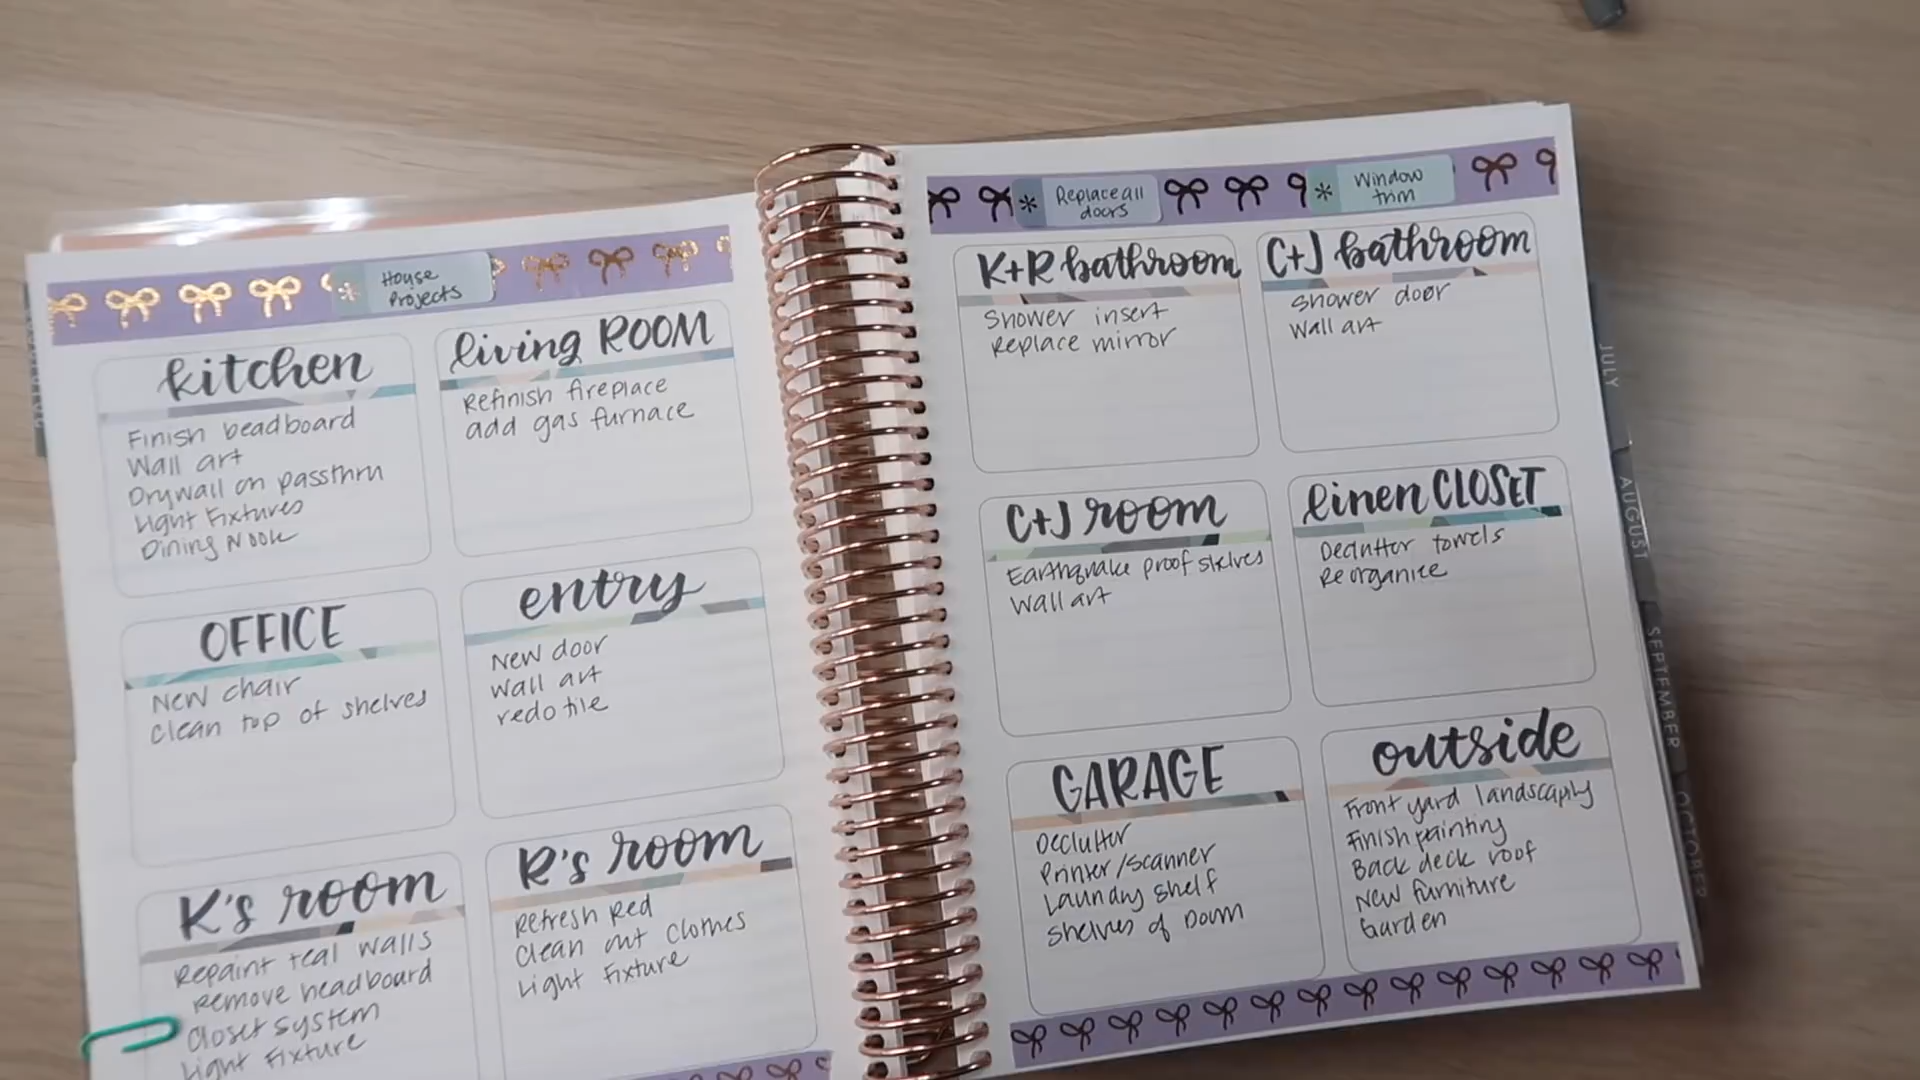 * House
Projects
kitchen
Finish beadboard
Wall art
Drywall on passthru
Light Fixtures
Dining Nook
living ROOM
Refinish fireplace
add gas furnace
OFFICE
New chair
Clean top of shelves
entry
New door
Wall art
redo tile
K's room
Repaint teal walls
Remove headboard
Closet system
Light Fixture
R's room
Refresh Red
Clean out clothes
Light Fixture
* Replace all
doors
* Window
trim
K+R bathroom
Shower insert
Replace mirror
C+J bathroom
Shower door
Wall art
C+J room
Earthquake proof shelves
Wall art
linen CLOSET
Declutter towels
Reorganize
GARAGE
Declutter
Printer/Scanner
Laundry shelf
Shelves of Doom
outside
Front yard landscaping
Finish painting
Back deck roof
New furniture
Garden
JULY
AUGUST
SEPTEMBER
OCTOBER